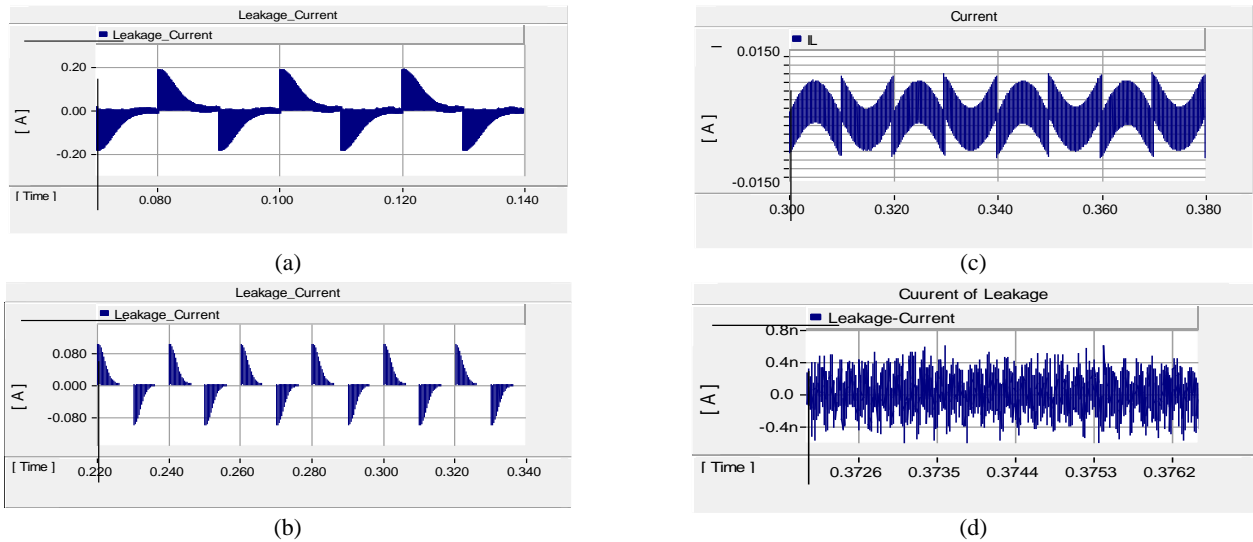 Leakage_Current
Leakage_Current
[ A ]
0.20
0.00
-0.20
[ Time ]
0.080
0.100
0.120
0.140
(a)
Leakage_Current
Leakage_Current
[ A ]
0.080
0.000
-0.080
[ Time ]
0.220
0.240
0.260
0.280
0.300
0.320
0.340
(b)
Current
IL
[ A ]
0.0150
-0.0150
0.300
0.320
0.340
0.360
0.380
(c)
Cuurent of Leakage
Leakage-Current
[ A ]
0.8n
0.4n
0.0
-0.4n
[ Time ]
0.3726
0.3735
0.3744
0.3753
0.3762
(d)